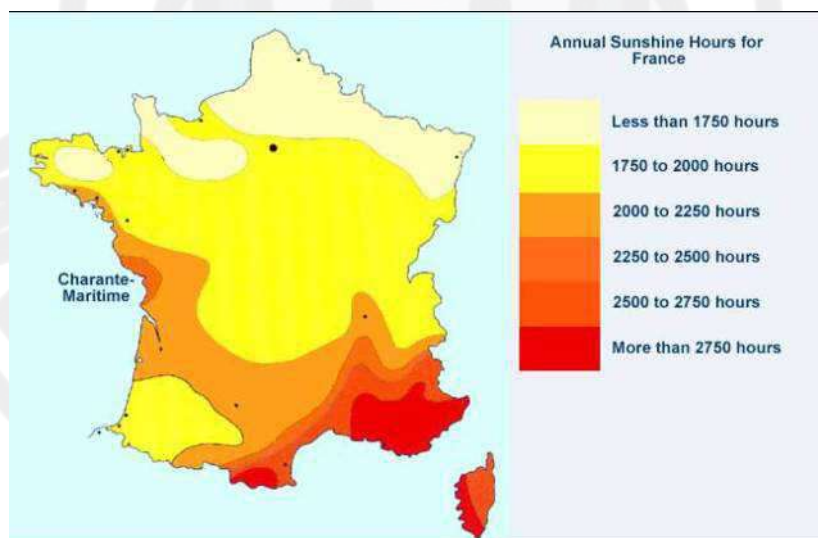 Annual Sunshine Hours for
France
Less than 1750 hours
1750 to 2000 hours
2000 to 2250 hours
2250 to 2500 hours
2500 to 2750 hours
More than 2750 hours
Charante-
Maritime